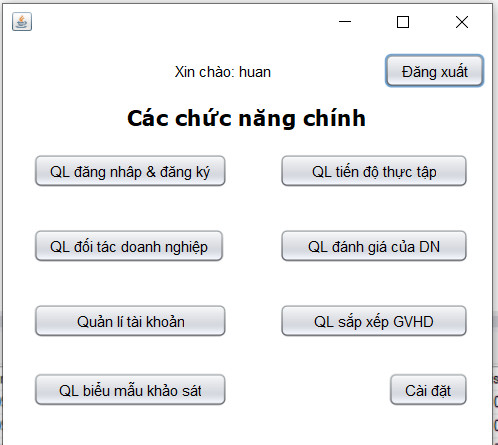 Xin chào: huan
Đăng xuất
Các chức năng chính
QL đăng nhâp & đăng ký
QL tiến độ thực tập
QL đối tác doanh nghiệp
QL đánh giá của DN
Quản lí tài khoản
QL sắp xếp GVHD
QL biểu mẫu khảo sát
Cài đặt